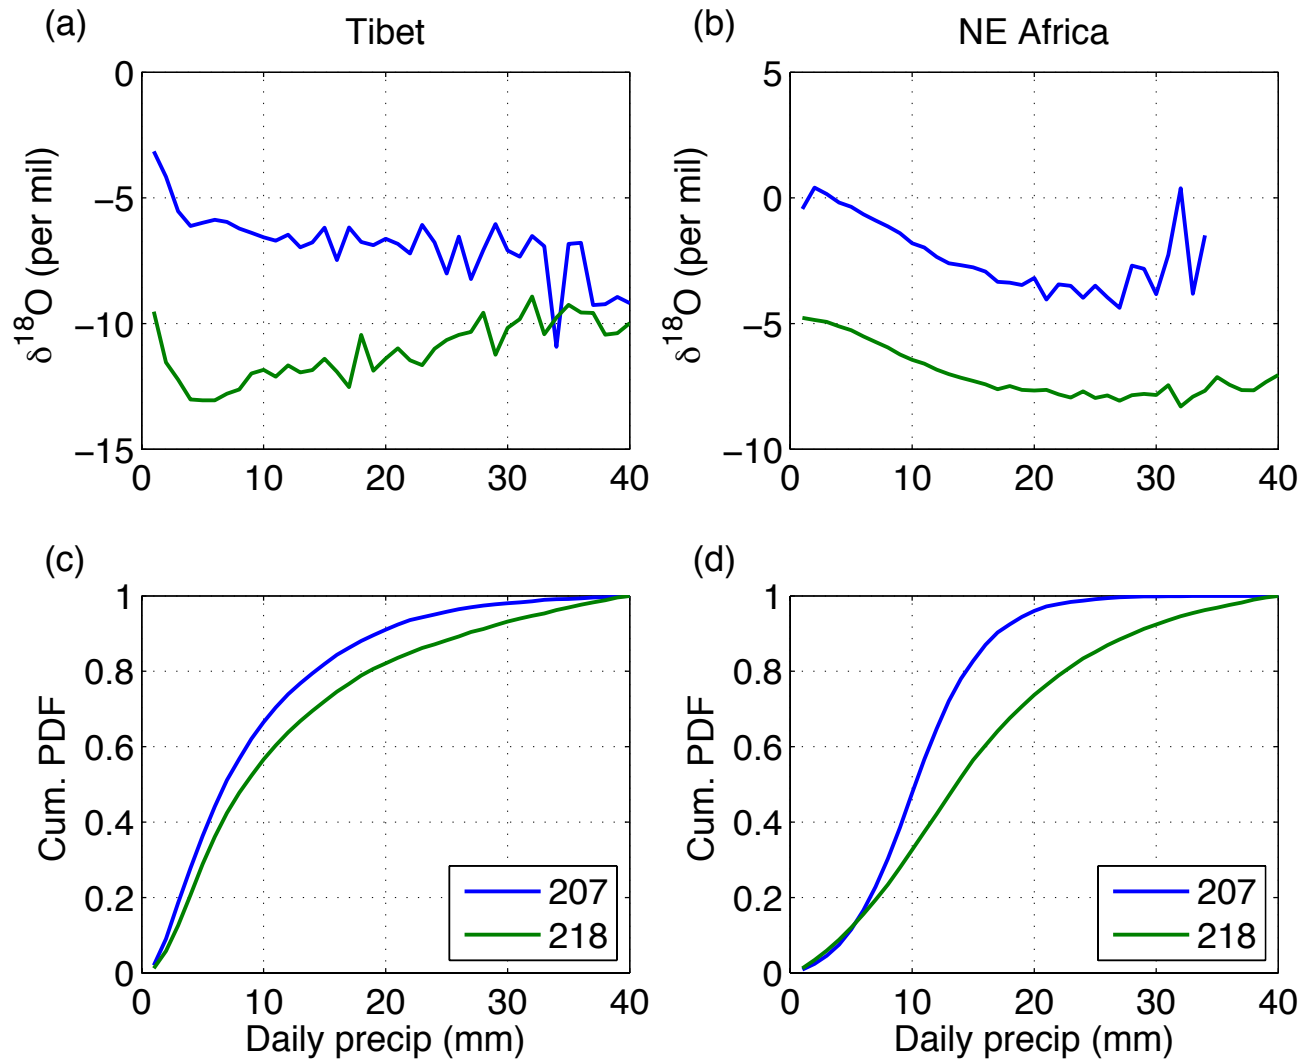 (a) Tibet
(b) NE Africa
δ18O (per mil)
0
−5
−10
−15
0 10 20 30 40
δ18O (per mil)
5
0
−5
−10
0 10 20 30 40
(c)
Cum. PDF
1
0.8
0.6
0.4
0.2
0
0 10 20 30 40
Daily precip (mm)
207
218
(d)
Cum. PDF
1
0.8
0.6
0.4
0.2
0
0 10 20 30 40
Daily precip (mm)
207
218